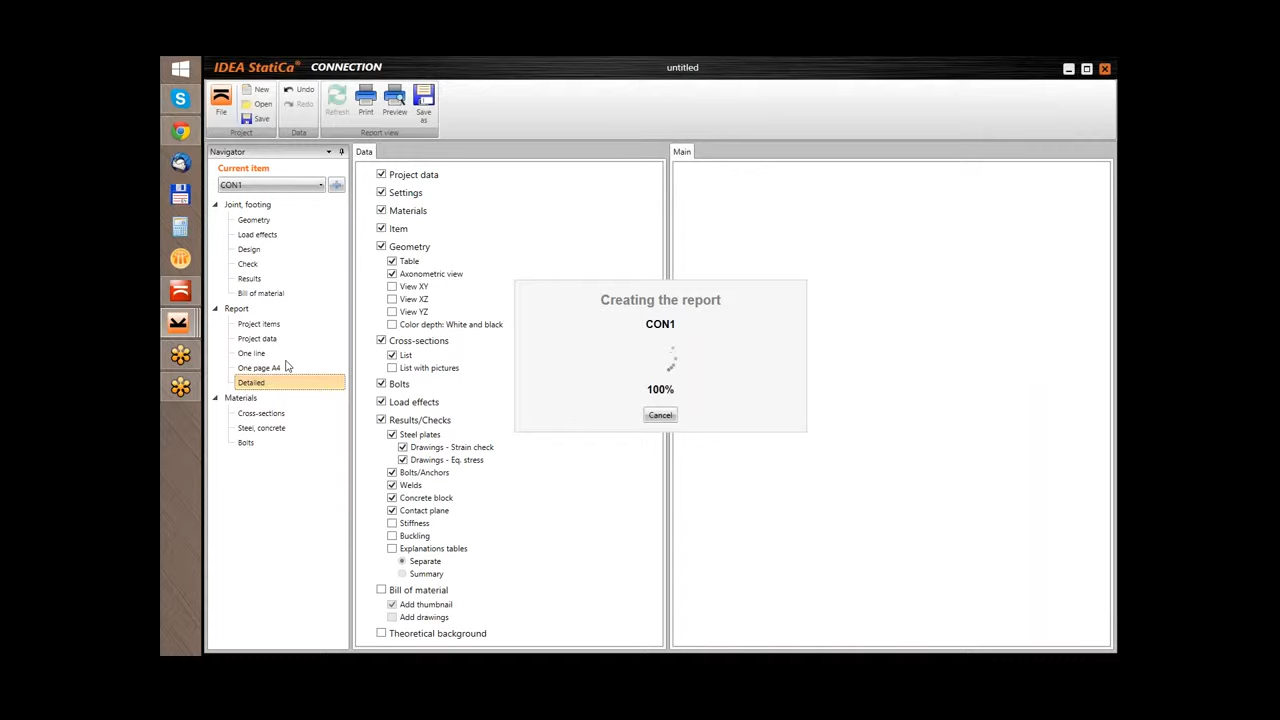 IDEA StatiCa® CONNECTION
untitled
File
New
Open
Save
Project
Undo
Redo
Data
Refresh
Print
Preview
Save as
Report view
Navigator
Current item
CON1
Joint, footing
Geometry
Load effects
Design
Check
Results
Bill of material
Report
Project items
Project data
One line
One page A4
Detailed
Materials
Cross-sections
Steel, concrete
Bolts
Data
Project data
Settings
Materials
Item
Geometry
Table
Axonometric view
View XY
View XZ
View YZ
Color depth: White and black
Cross-sections
List
List with pictures
Bolts
Load effects
Results/Checks
Steel plates
Drawings - Strain check
Drawings - Eq. stress
Bolts/Anchors
Welds
Concrete block
Contact plane
Stiffness
Buckling
Explanations tables
Separate
Summary
Bill of material
Add thumbnail
Add drawings
Theoretical background
Main
Creating the report
CON1
100%
Cancel